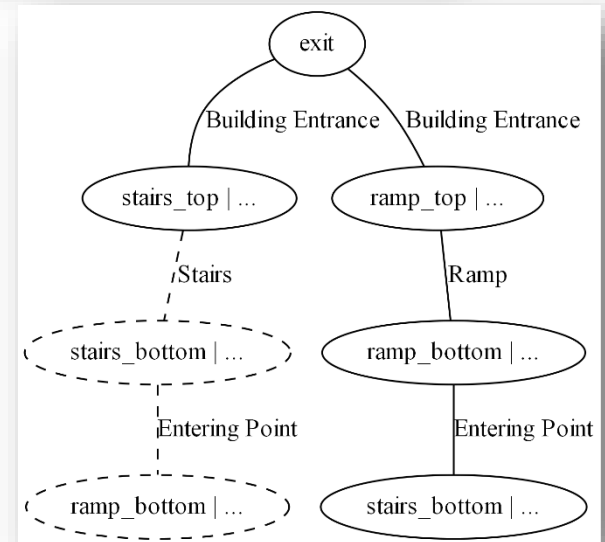 exit
Building Entrance Building Entrance
stairs_top | ... ramp_top | ...
Stairs Ramp
stairs_bottom | ... ramp_bottom | ...
Entering Point Entering Point
ramp_bottom | ... stairs_bottom | ...